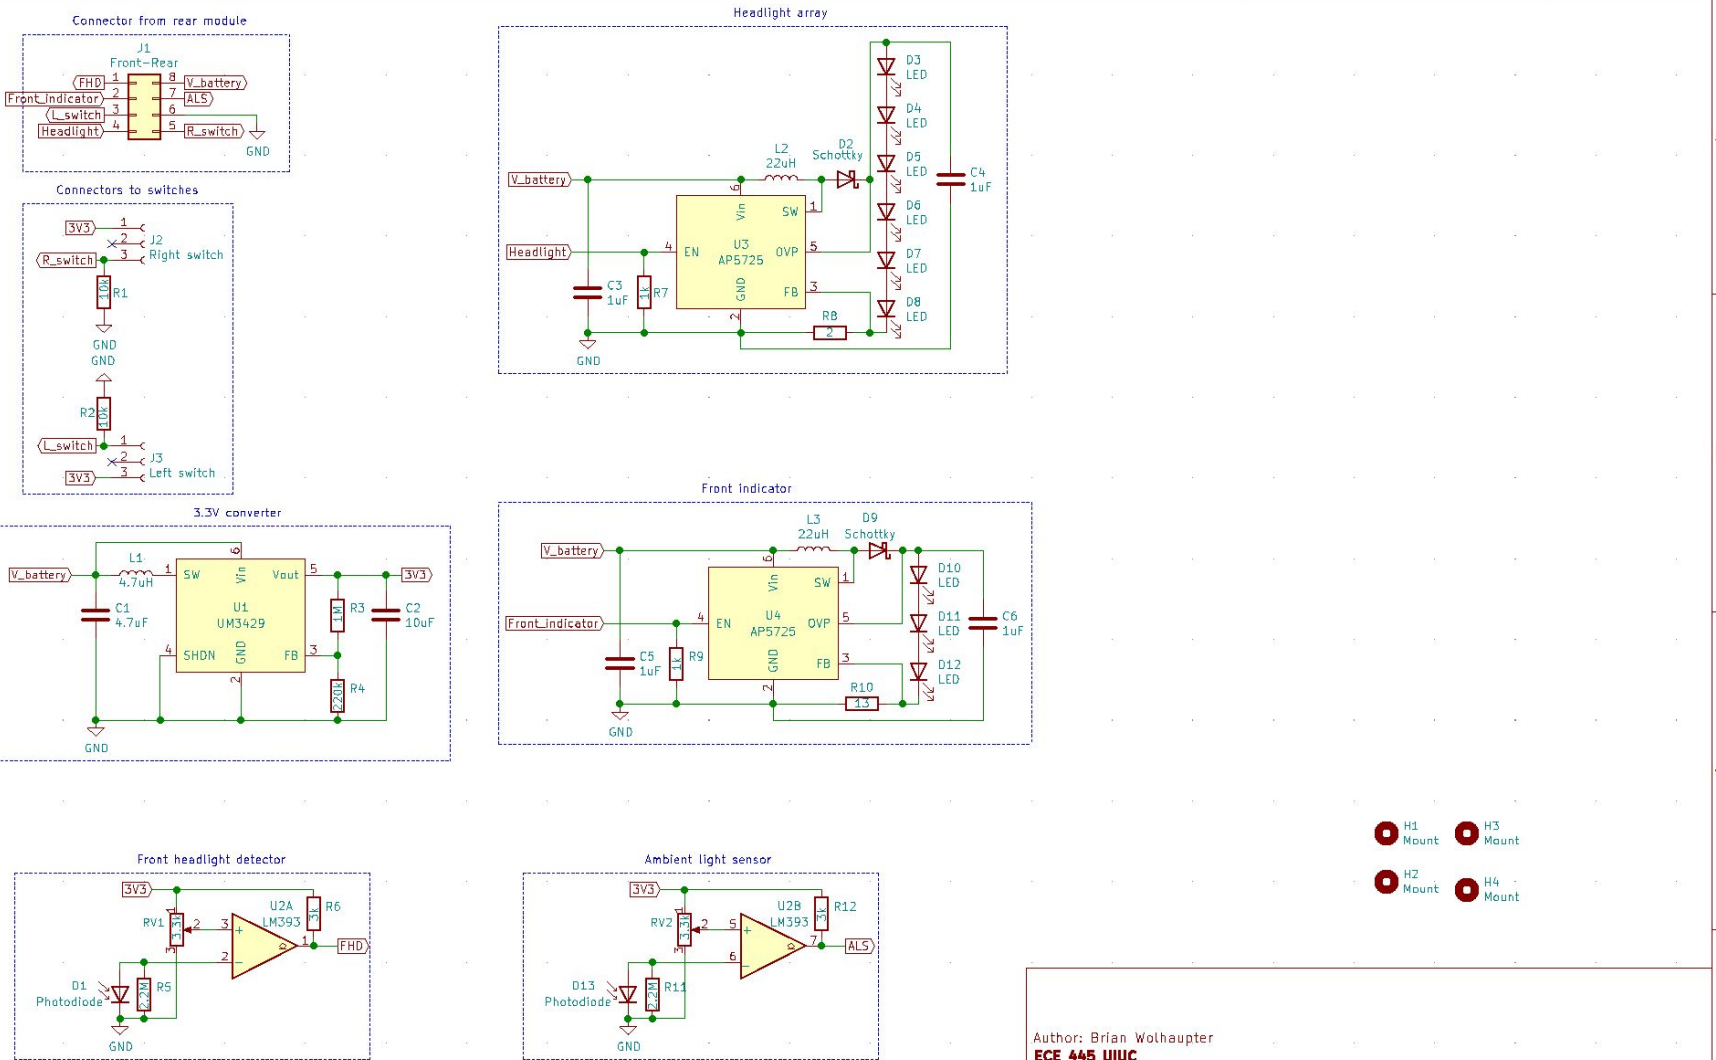 Connector from rear module
J1
Front-Rear
FHD 1 8 V_battery
Front_indicator 2 7 ALS
L_switch 3 6
Headlight 4 5 R_switch
GND
Connectors to switches
3V3 1
2 J2
R_switch 3 Right switch
10k R1
GND
GND
R2 10k
L_switch 1
2 J3
3V3 3 Left switch
3.3V converter
V_battery
L1
4.7uH
1 SW
6 Vin
Vout 5
3V3
C1
4.7uF
U1
UM3429
R3 1M
C2
10uF
4 SHDN
GND 2
FB 3
R4 220k
GND
Headlight array
D3
LED
D4
LED
D5
LED
D6
LED
D7
LED
D8
LED
L2
22uH
D2
Schottky
C4
1uF
V_battery
6 Vin
SW 1
Headlight
4 EN
U3
AP5725
OVP 5
C3
1uF
1k R7
GND 2
FB 3
R8
2
GND
Front indicator
L3
22uH
D9
Schottky
V_battery
6 Vin
SW 1
D10
LED
Front_indicator
4 EN
U4
AP5725
OVP 5
D11
LED
C6
1uF
C5
1uF
1k R9
GND 2
FB 3
D12
LED
R10
13
GND
Front headlight detector
3V3
RV1 3.3k
1 2 3
U2A
LM393
3 +
2 -
1
3k R6
FHD
D1
Photodiode
2.2M R5
GND
Ambient light sensor
3V3
RV2 3.3k
1 2 3
U2B
LM393
5 +
6 -
7
3k R12
ALS
D13
Photodiode
2.2M R11
GND
H1
Mount
H3
Mount
H2
Mount
H4
Mount
Author: Brian Wolhaupter
ECE 445 UIUC